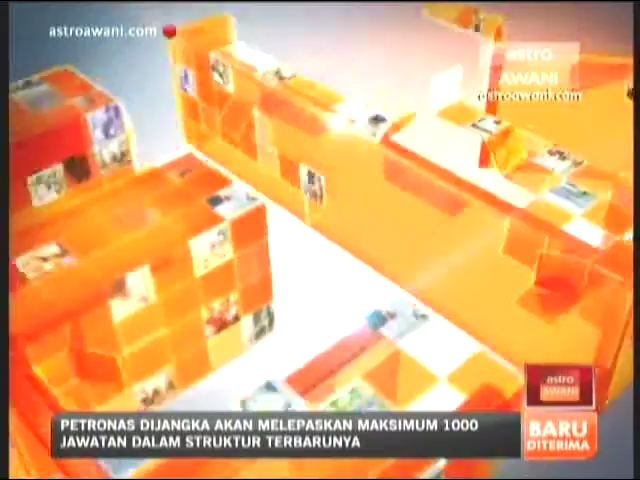 astroawani.com
astro
AWANI
astroawani.com
astro
AWANI
PETRONAS DIJANGKA AKAN MELEPASKAN MAKSIMUM 1000
JAWATAN DALAM STRUKTUR TERBARUNYA
BARU
DITERIMA